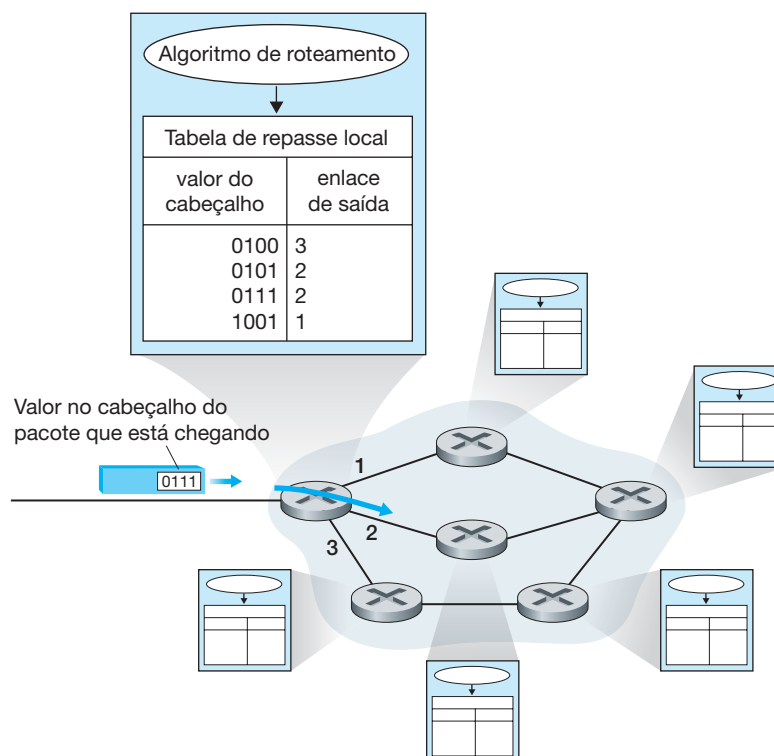 Algoritmo de roteamento
Tabela de repasse local
valor do cabeçalho
enlace de saída
0100 3
0101 2
0111 2
1001 1
Valor no cabeçalho do
pacote que está chegando
0111
1
2
3